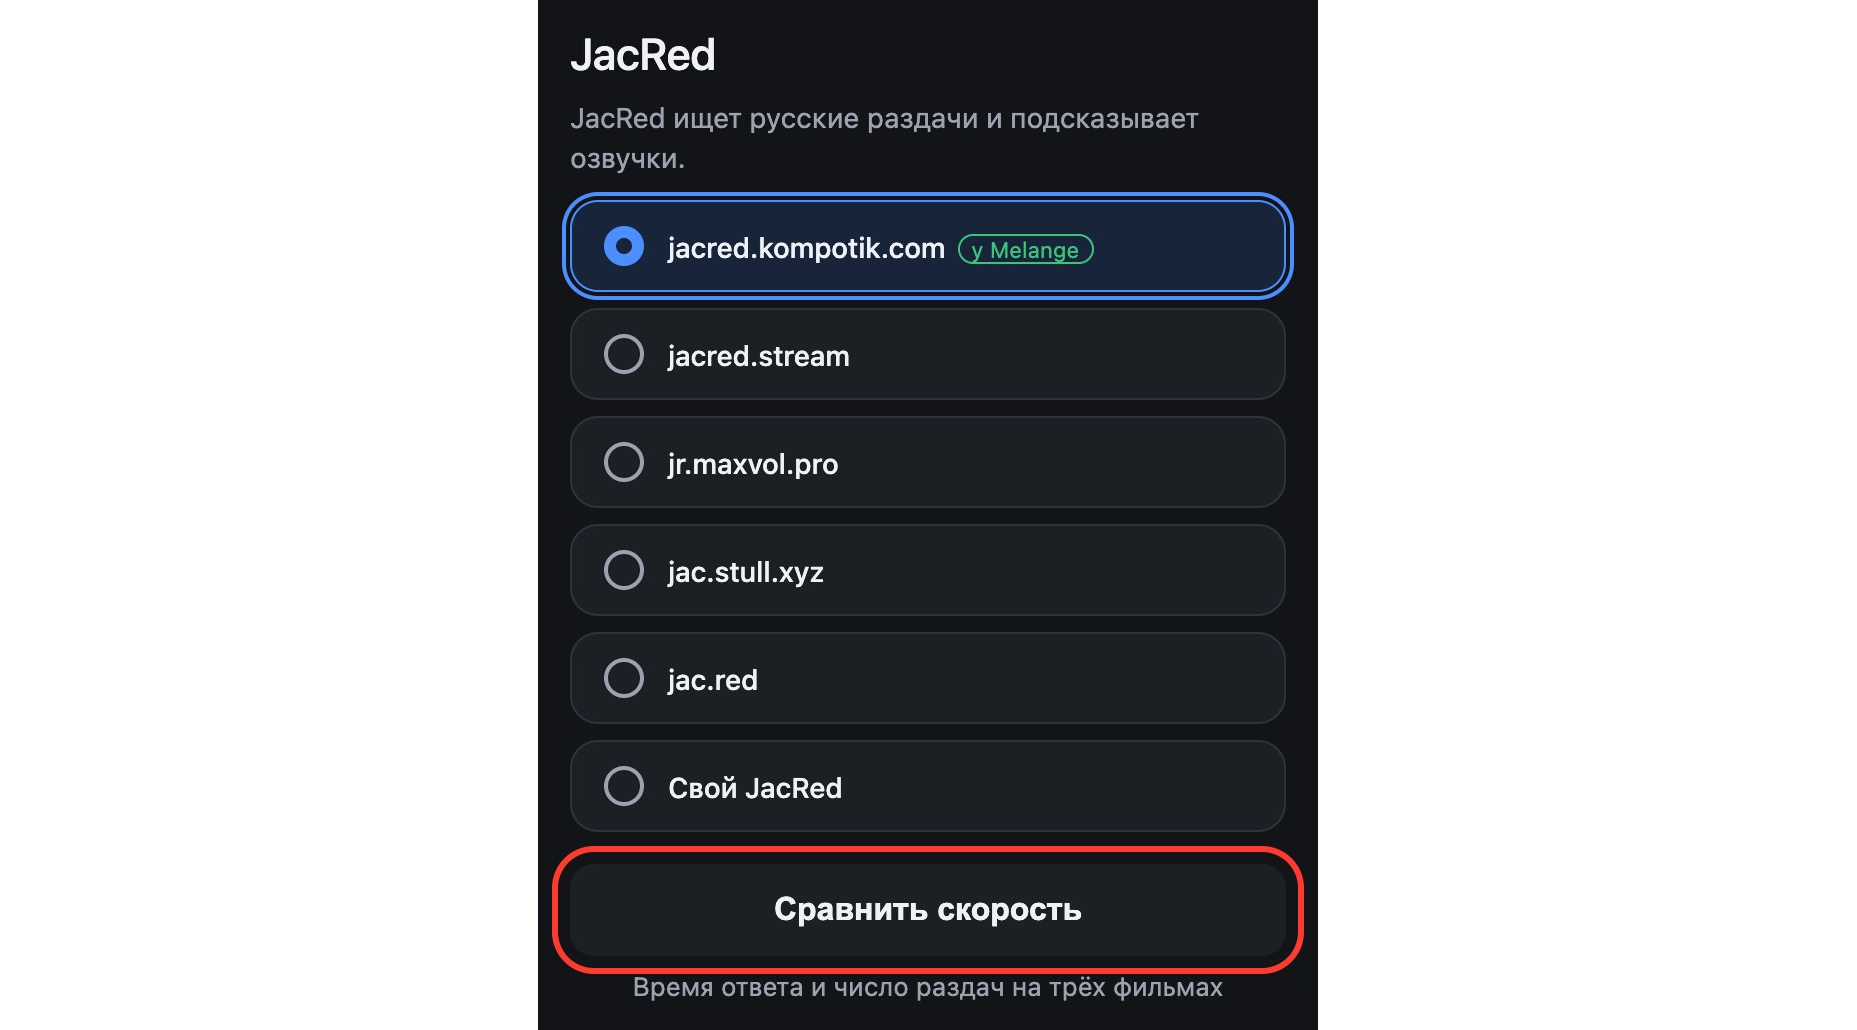 JacRed
JacRed ищет русские раздачи и подсказывает
озвучки.
jacred.kompotik.com у Melange
jacred.stream
jr.maxvol.pro
jac.stull.xyz
jac.red
Свой JacRed
Сравнить скорость
Время ответа и число раздач на трёх фильмах